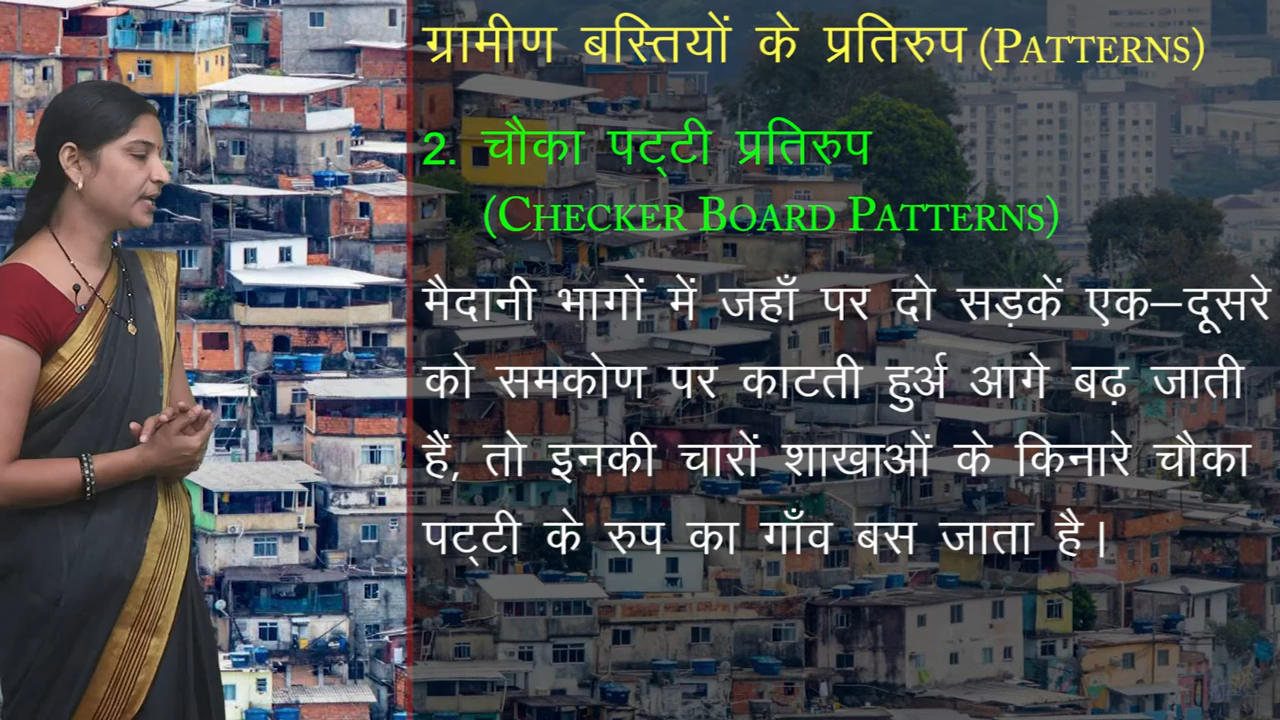 ग्रामीण बस्तियों के प्रतिरुप (PATTERNS)
2. चौका पट्टी प्रतिरुप
(CHECKER BOARD PATTERNS)
मैदानी भागों में जहाँ पर दो सड़कें एक–दूसरे
को समकोण पर काटती हुर्अ आगे बढ़ जाती
हैं, तो इनकी चारों शाखाओं के किनारे चौका
पट्टी के रुप का गाँव बस जाता है।